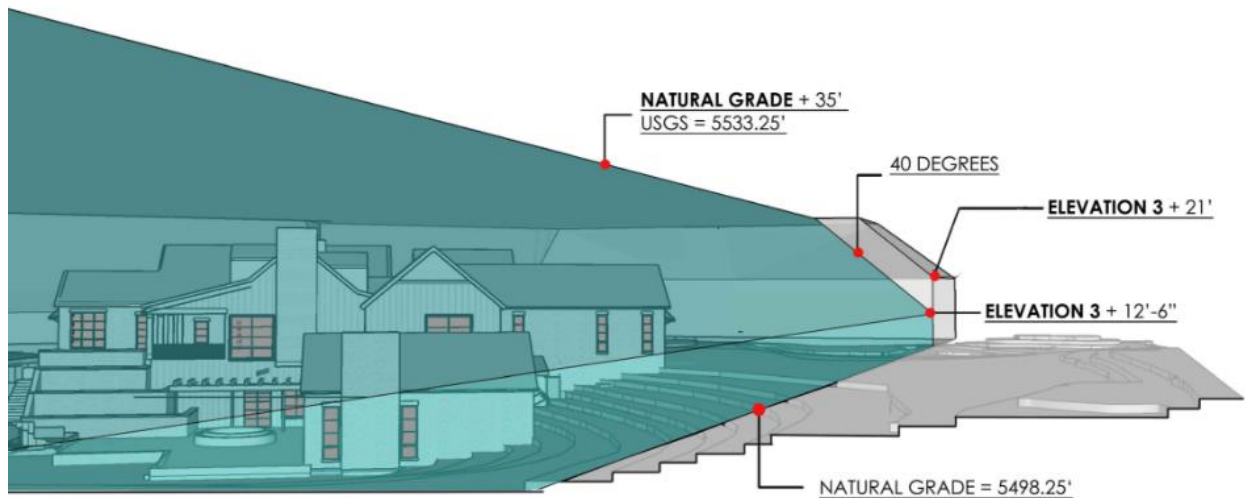 NATURAL GRADE + 35'
USGS = 5533.25'
40 DEGREES
ELEVATION 3 + 21'
ELEVATION 3 + 12'-6"
NATURAL GRADE = 5498.25'